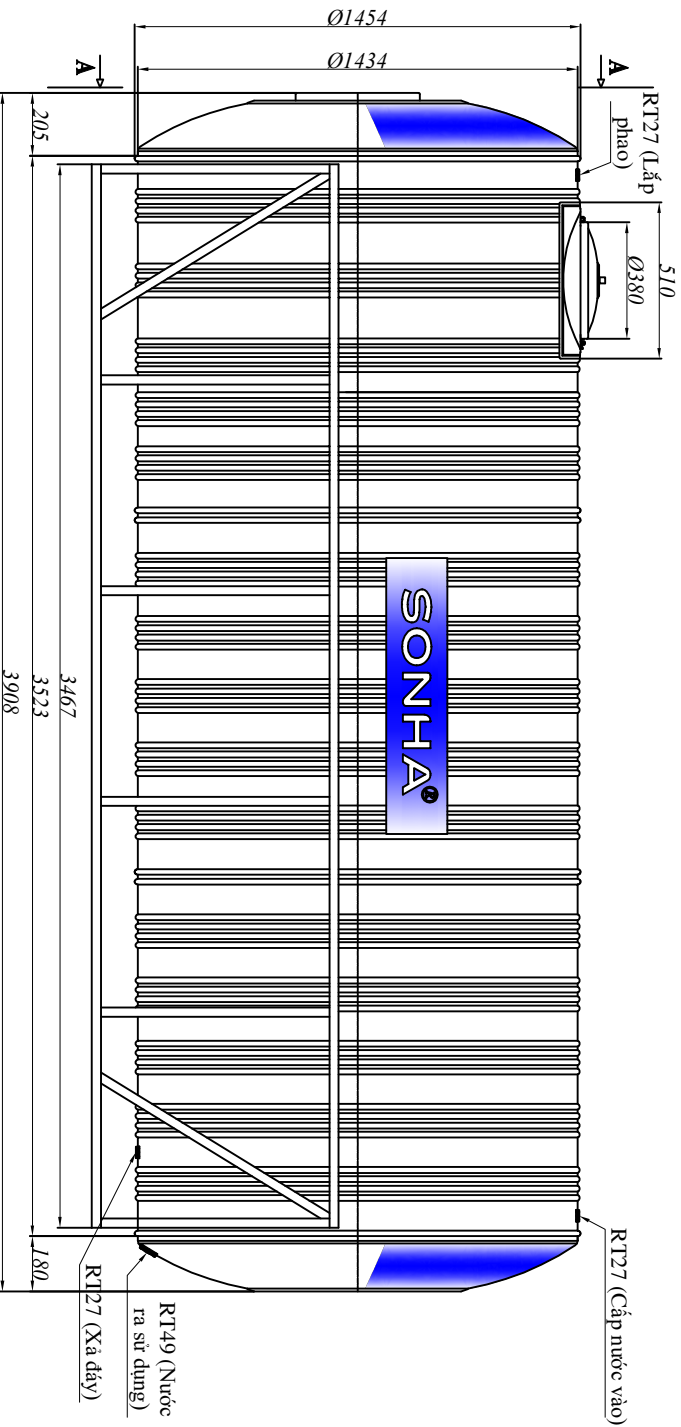 Ø1454
Ø1434
A
A
RT27 (Lắp
phao)
510
Ø380
205
SONHA®
3467
3523
3908
180
RT27 (Cấp nước vào)
RT49 (Nước
ra sử dụng)
RT27 (Xả đáy)